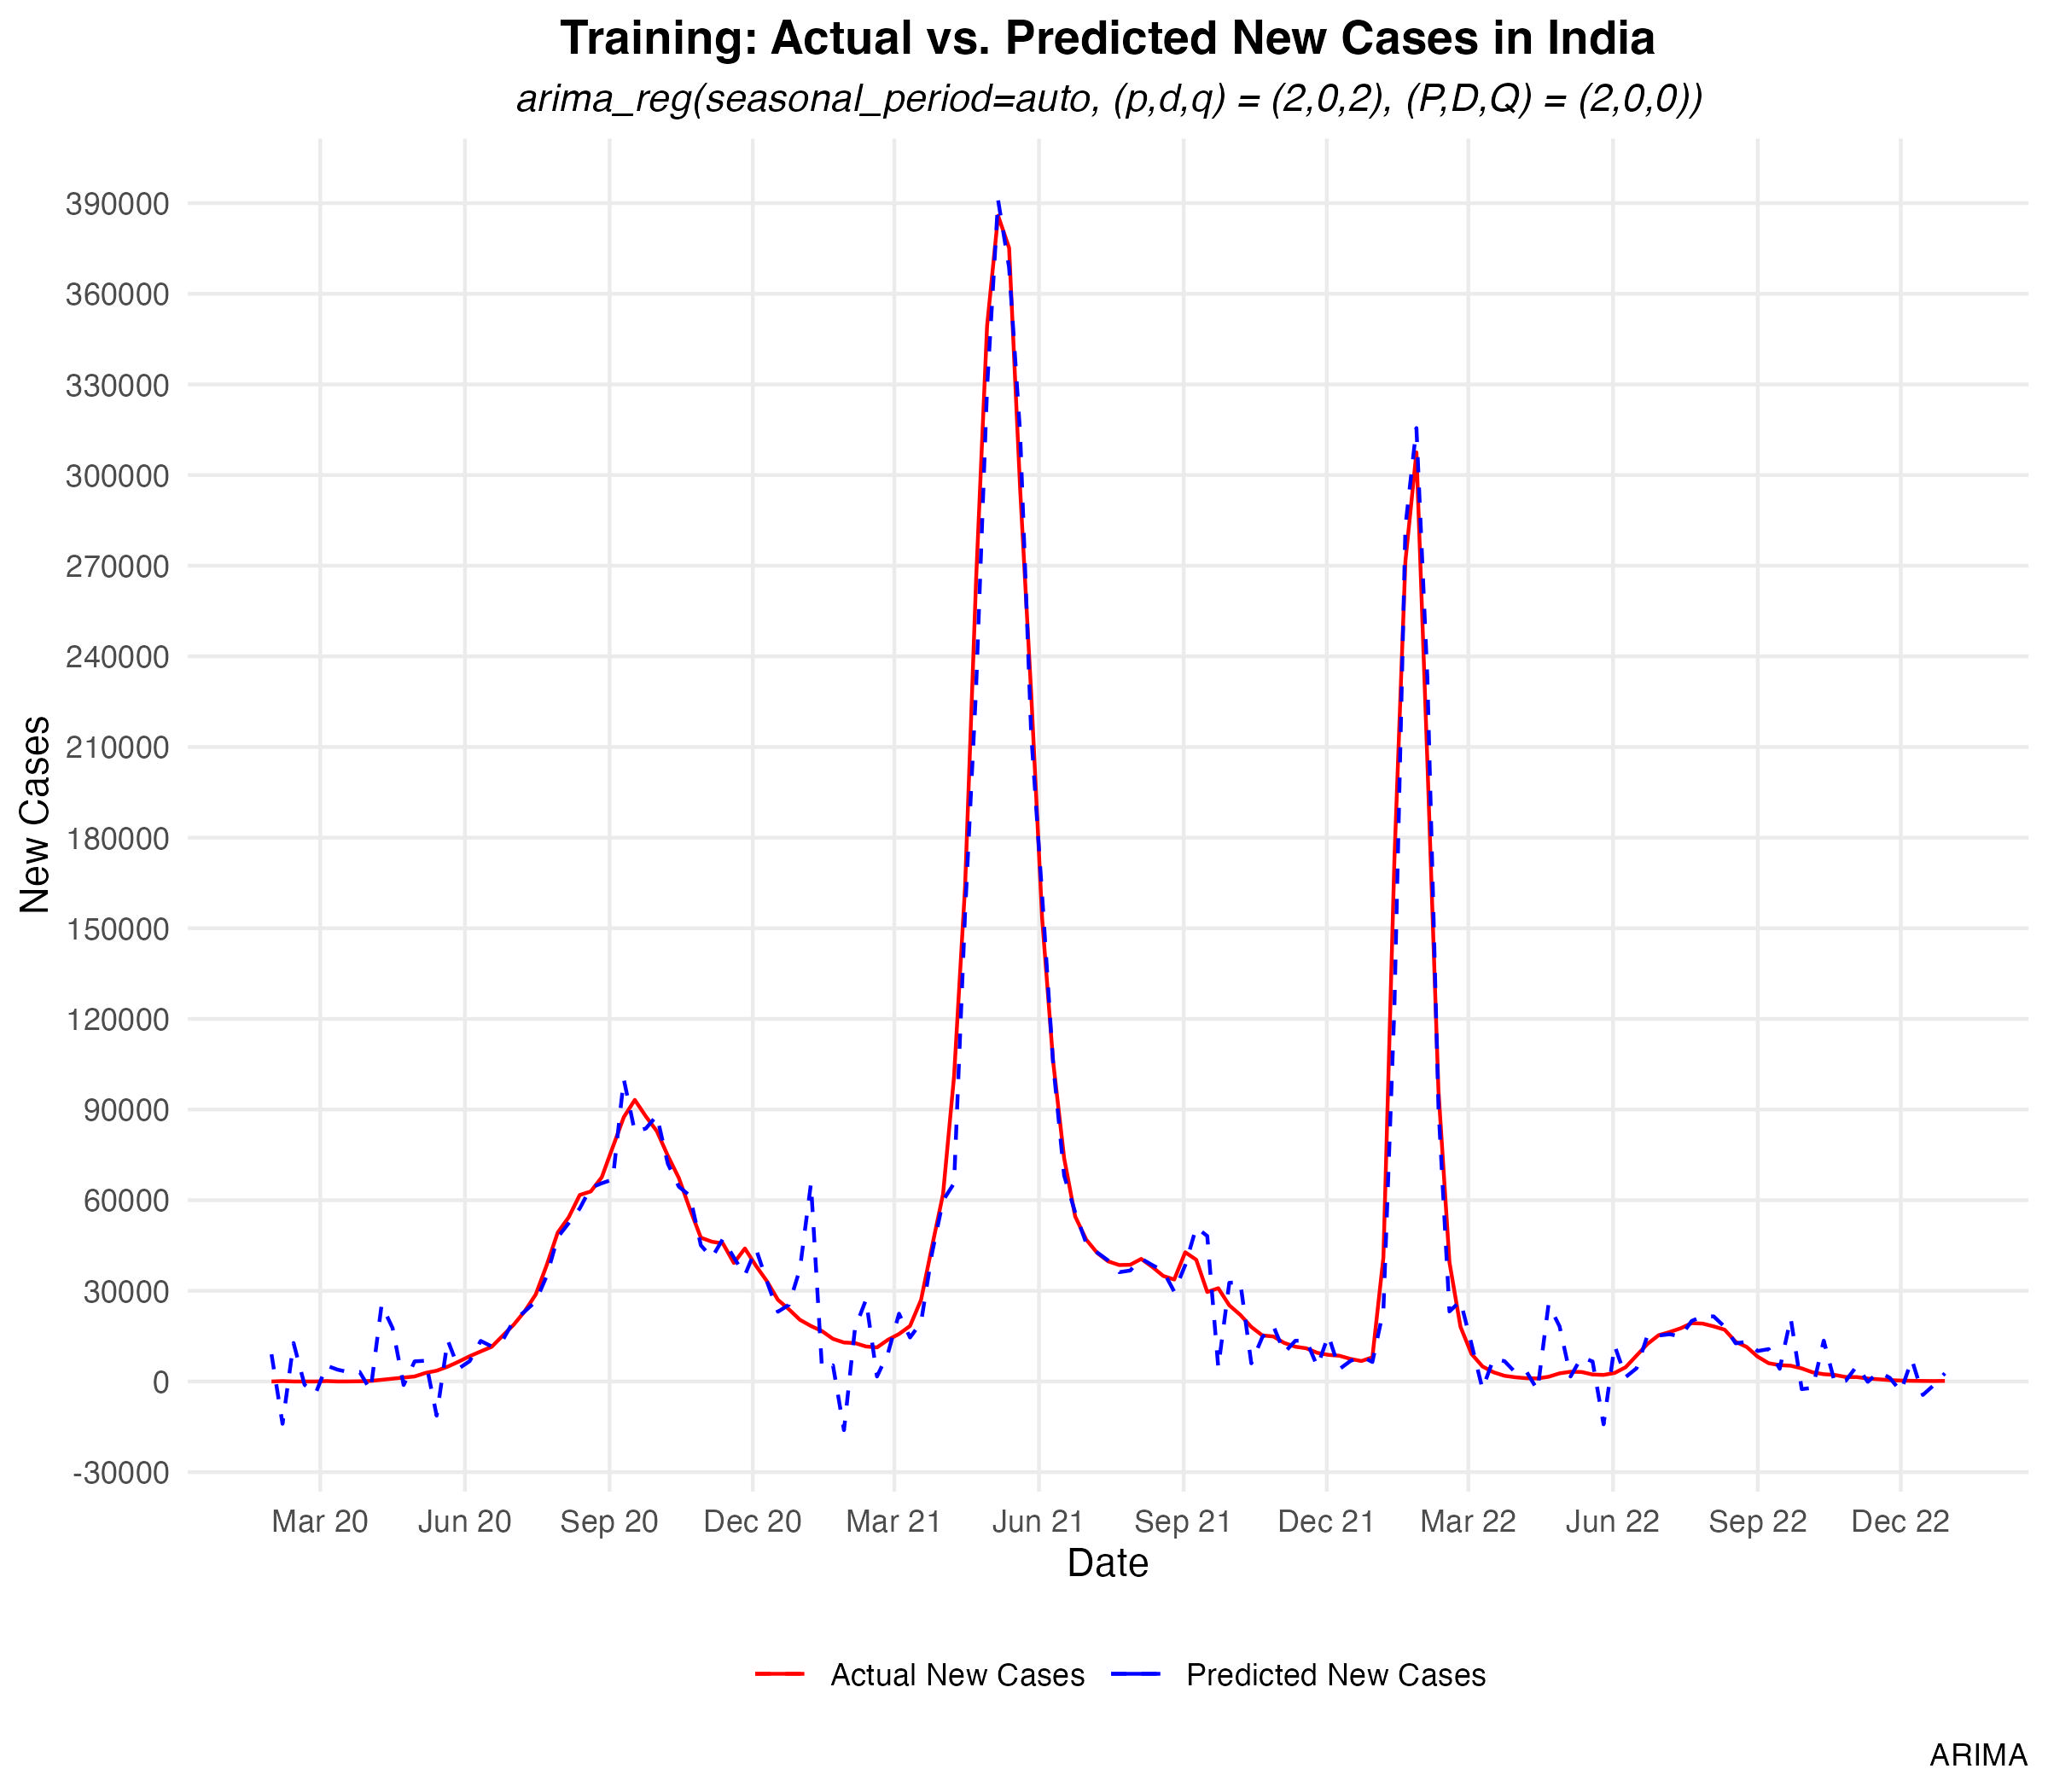 Training: Actual vs. Predicted New Cases in India
arima_reg(seasonal_period=auto, (p,d,q) = (2,0,2), (P,D,Q) = (2,0,0))
390000
360000
330000
300000
270000
240000
210000
180000
150000
120000
90000
60000
30000
0
-30000
New Cases
Mar 20 Jun 20 Sep 20 Dec 20 Mar 21 Jun 21 Sep 21 Dec 21 Mar 22 Jun 22 Sep 22 Dec 22
Date
Actual New Cases Predicted New Cases
ARIMA